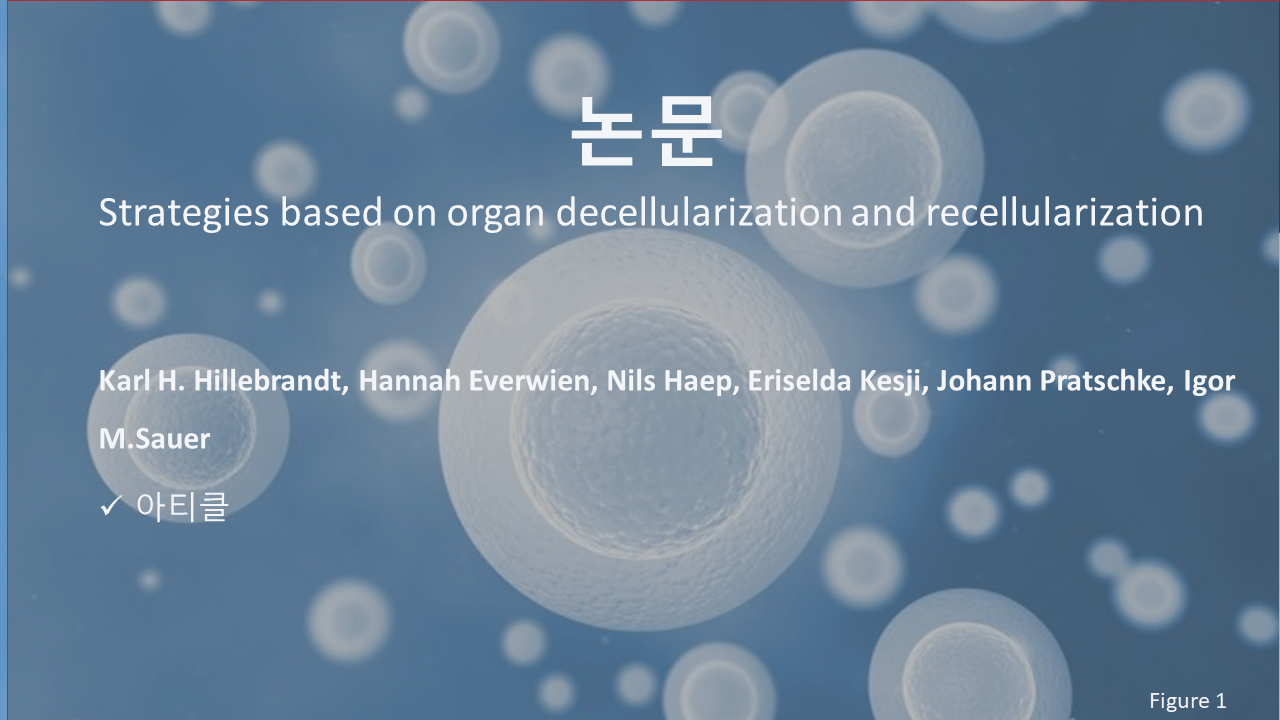 논문
Strategies based on organ decellularization and recellularization
Karl H. Hillebrandt, Hannah Everwien, Nils Haep, Eriselda Kesji, Johann Pratschke, Igor
M.Sauer
✓ 아티클
Figure 1